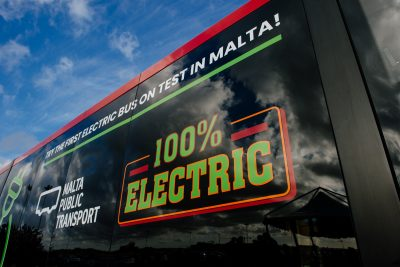 TRY THE FIRST ELECTRIC BUS ON TEST IN MALTA!
100%
ELECTRIC
MALTA
PUBLIC
TRANSPORT